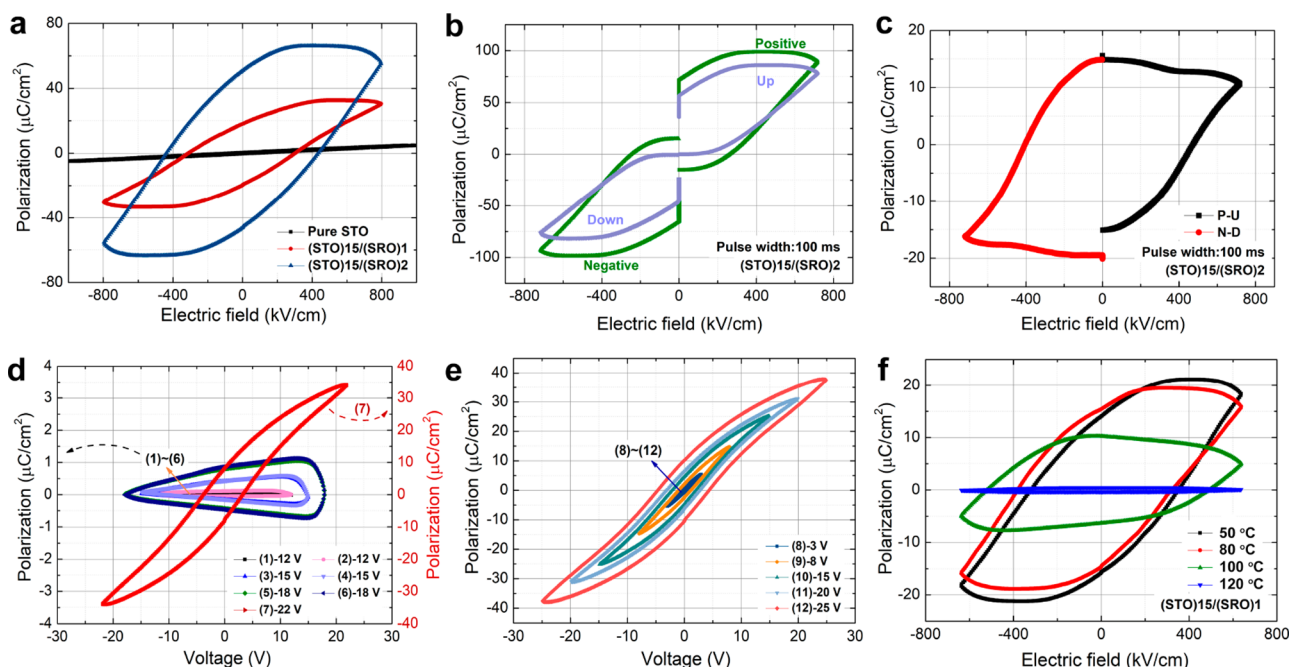 a
Polarization (µC/cm²)
80
40
0
-40
-80
-800 -400 0 400 800
Electric field (kV/cm)
Pure STO
(STO)15/(SRO)1
(STO)15/(SRO)2
b
Polarization (µC/cm²)
100
50
0
-50
-100
-800 -400 0 400 800
Electric field (kV/cm)
Positive
Up
Down
Negative
Pulse width:100 ms
(STO)15/(SRO)2
c
Polarization (µC/cm²)
20
10
0
-10
-20
-800 -400 0 400 800
Electric field (kV/cm)
P-U
N-D
Pulse width:100 ms
(STO)15/(SRO)2
d
Polarization (µC/cm²)
4
3
2
1
0
-1
-2
-3
-4
-30 -20 -10 0 10 20 30
Voltage (V)
40
30
20
10
0
-10
-20
-30
-40
Polarization (µC/cm²)
(7)
(1)~(6)
(1)-12 V (2)-12 V
(3)-15 V (4)-15 V
(5)-18 V (6)-18 V
(7)-22 V
e
Polarization (µC/cm²)
40
30
20
10
0
-10
-20
-30
-40
-30 -20 -10 0 10 20 30
Voltage (V)
(8)~(12)
(8)-3 V
(9)-8 V
(10)-15 V
(11)-20 V
(12)-25 V
f
Polarization (µC/cm²)
20
10
0
-10
-20
-800 -400 0 400 800
Electric field (kV/cm)
50 °C
80 °C
100 °C
120 °C
(STO)15/(SRO)1